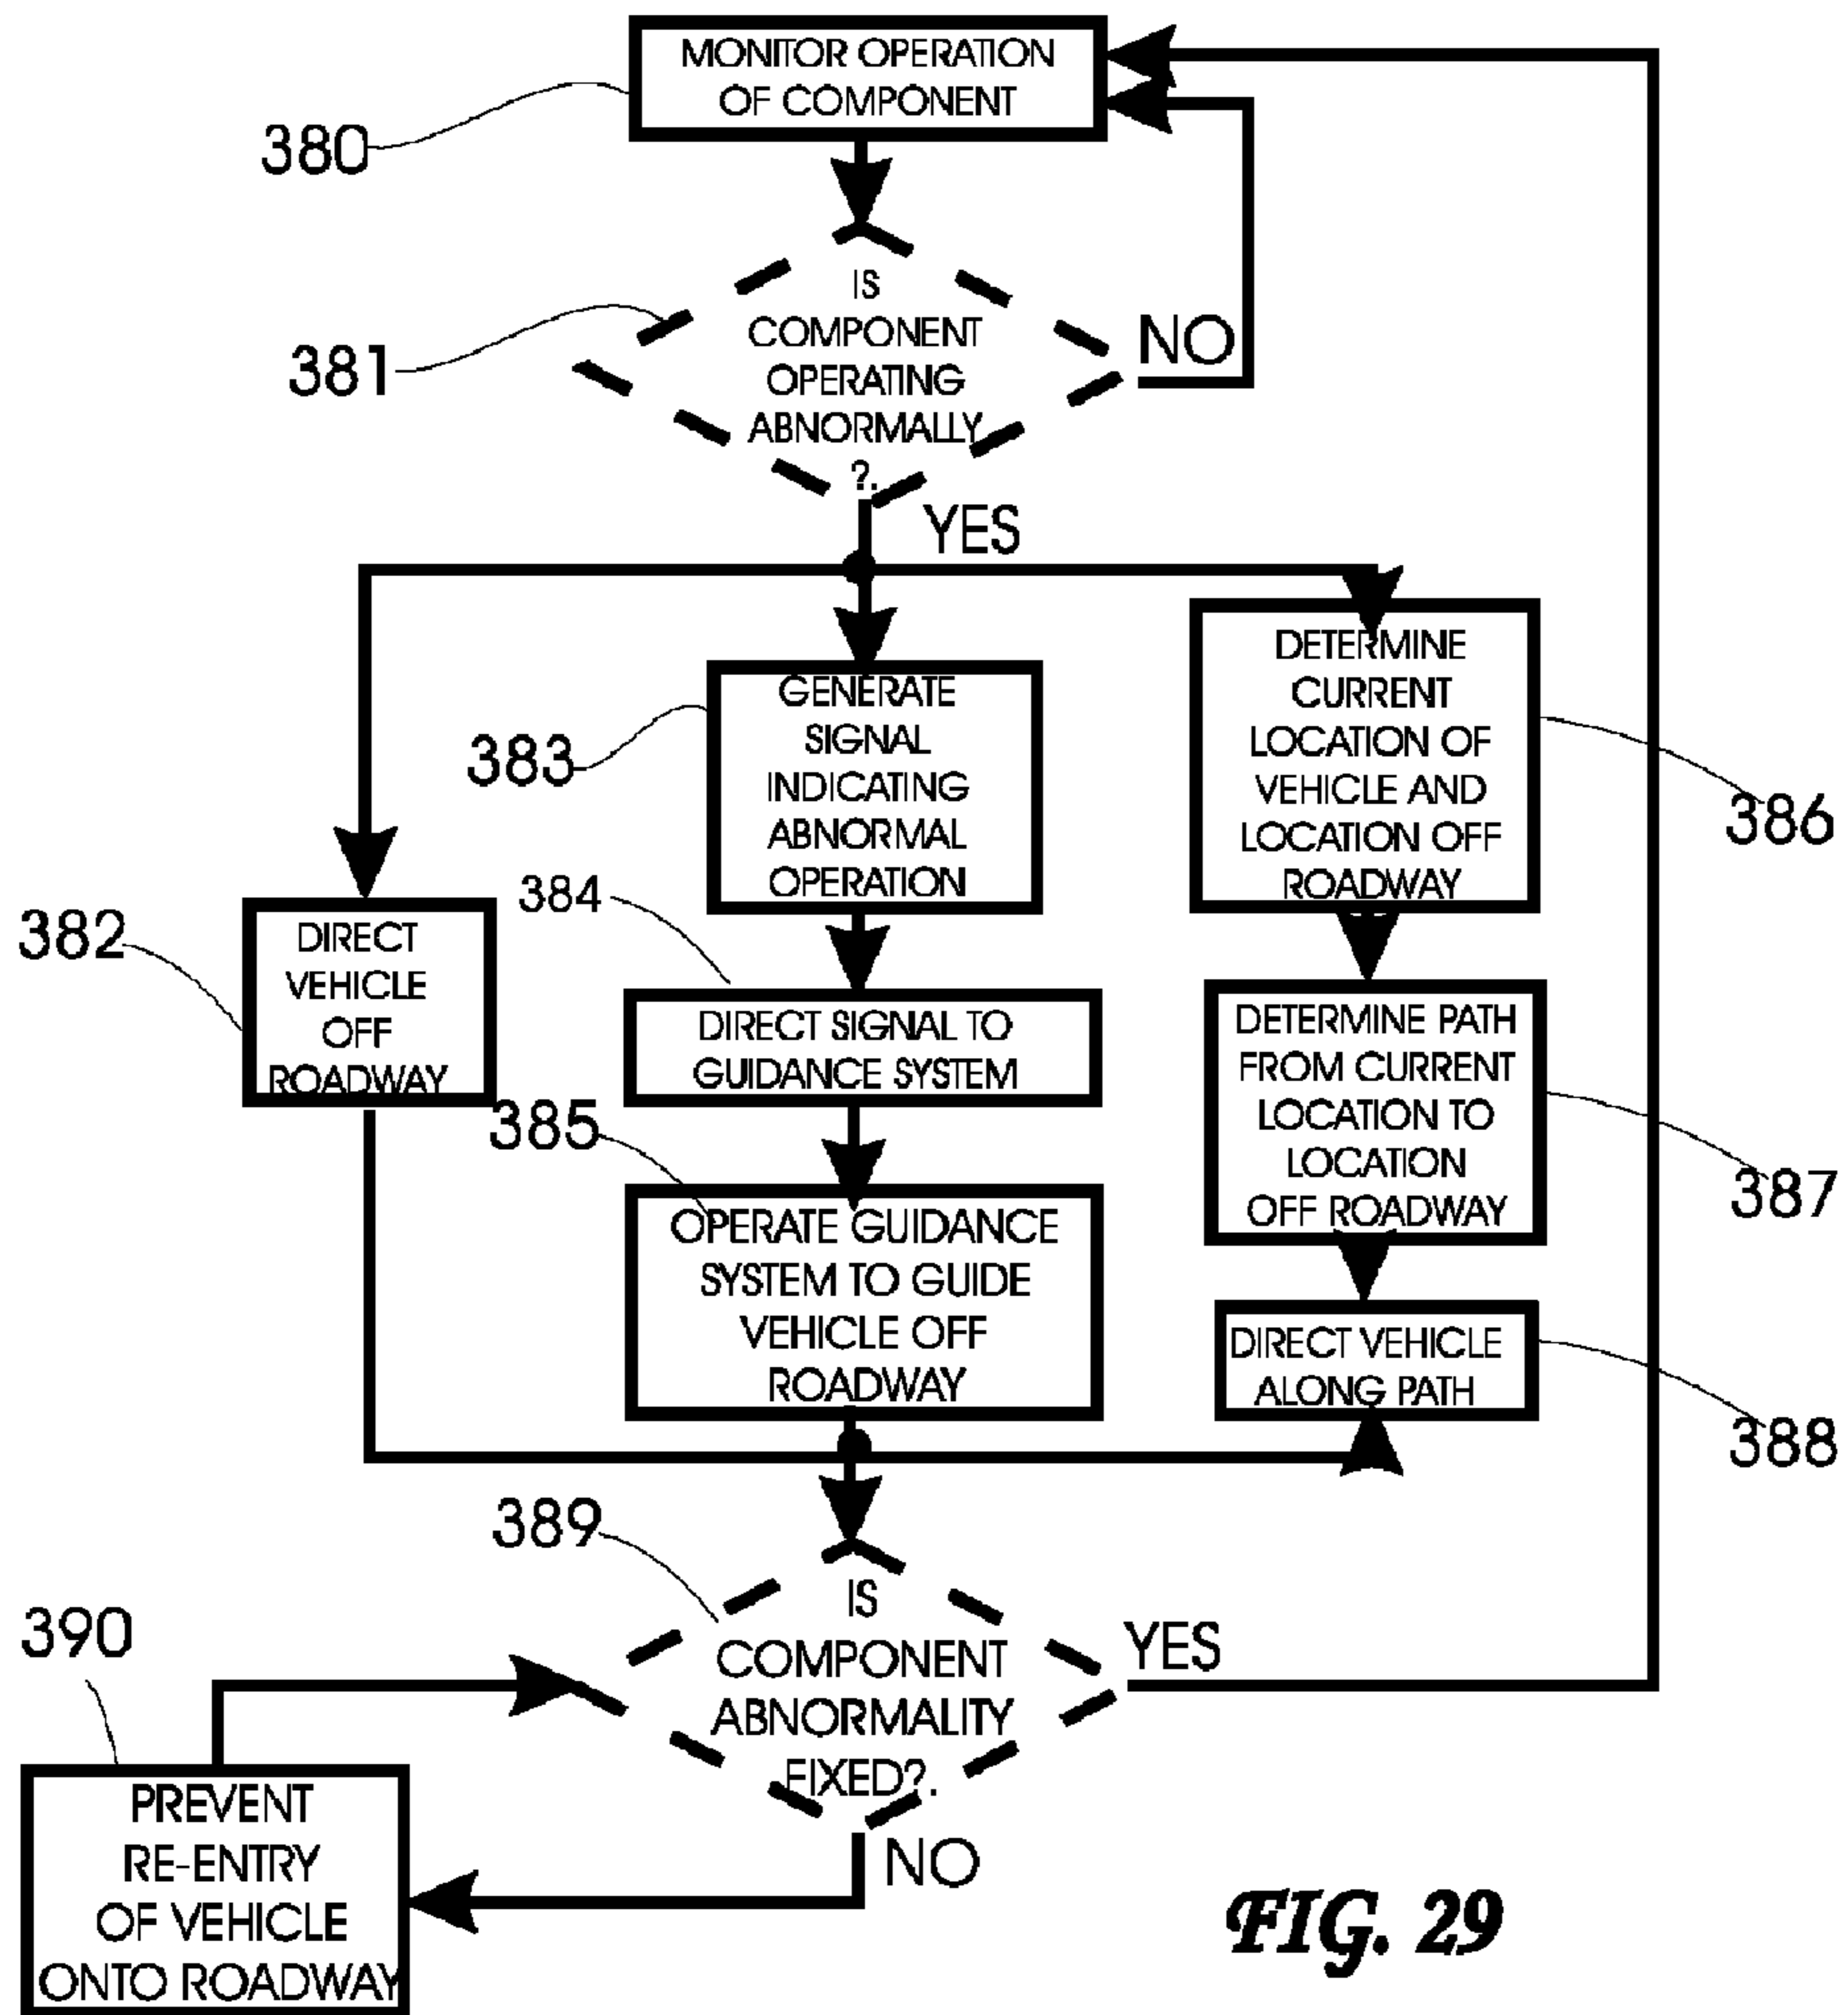 MONITOR OPERATION
OF COMPONENT
380
IS
COMPONENT
OPERATING
ABNORMALLY
?.
381
NO
YES
DIRECT
VEHICLE
OFF
ROADWAY
382
GENERATE
SIGNAL
INDICATING
ABNORMAL
OPERATION
383
384
DIRECT SIGNAL TO
GUIDANCE SYSTEM
385
OPERATE GUIDANCE
SYSTEM TO GUIDE
VEHICLE OFF
ROADWAY
DETERMINE
CURRENT
LOCATION OF
VEHICLE AND
LOCATION OFF
ROADWAY
386
DETERMINE PATH
FROM CURRENT
LOCATION TO
LOCATION
OFF ROADWAY
387
DIRECT VEHICLE
ALONG PATH
388
389
IS
COMPONENT
ABNORMALITY
FIXED?.
YES
NO
390
PREVENT
RE-ENTRY
OF VEHICLE
ONTO ROADWAY
FIG. 29